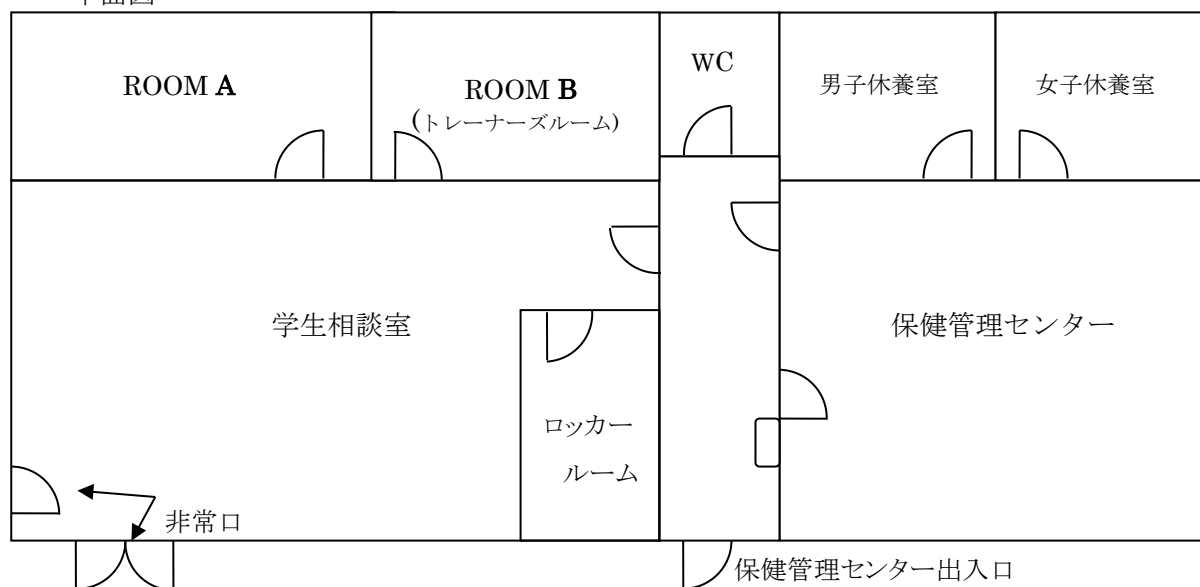 ROOM A
ROOM B
(トレーナーズルーム)
WC
男子休養室
女子休養室
学生相談室
保健管理センター
ロッカー
ルーム
非常口
保健管理センター出入口